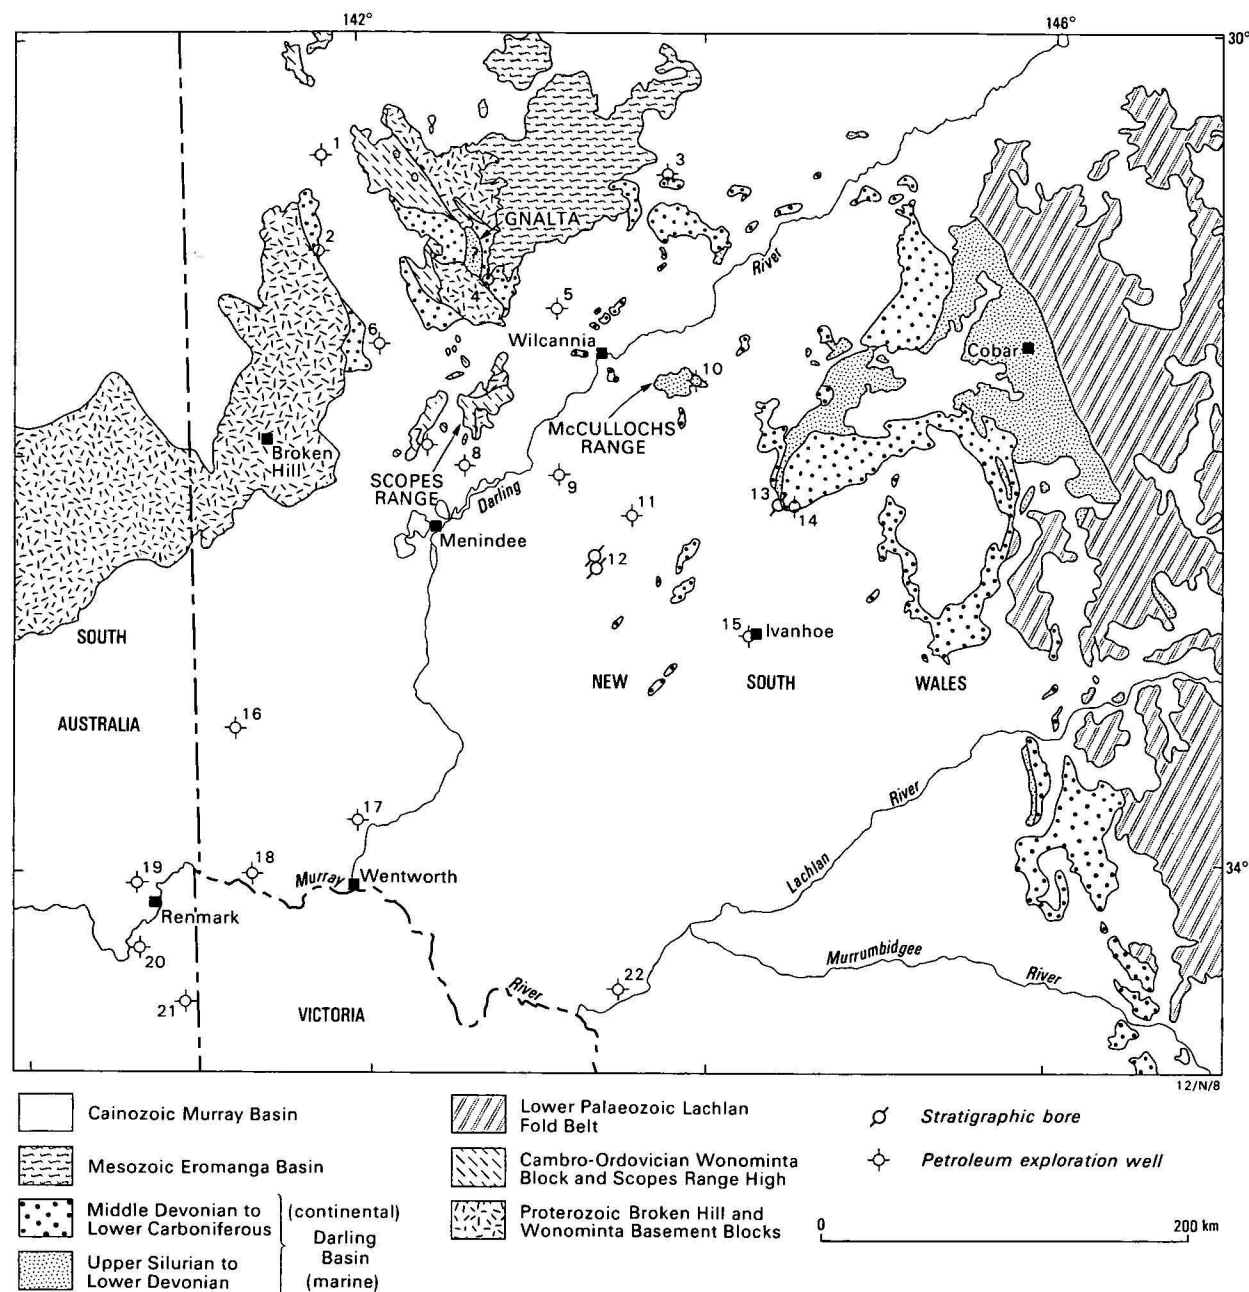 142°
146°
30°
1
3
GNALTA
2
?
4
5
River
6
Wilcannia
Cobar
10
McCULLOCHS
RANGE
Broken
Hill
8
SCOPES
RANGE
Darling
9
13
14
11
Menindee
12
SOUTH
15
Ivanhoe
NEW
SOUTH
WALES
AUSTRALIA
16
17
River
Lachlan
34°
19
18
Murray
Wentworth
Renmark
20
Murrumbidgee
River
22
21
VICTORIA
River
12/N/8
Cainozoic Murray Basin
Mesozoic Eromanga Basin
Middle Devonian to
Lower Carboniferous
Upper Silurian to
Lower Devonian
(continental)
Darling
Basin
(marine)
Lower Palaeozoic Lachlan
Fold Belt
Cambro-Ordovician Wonominta
Block and Scopes Range High
Proterozoic Broken Hill and
Wonominta Basement Blocks
Stratigraphic bore
Petroleum exploration well
0
200 km